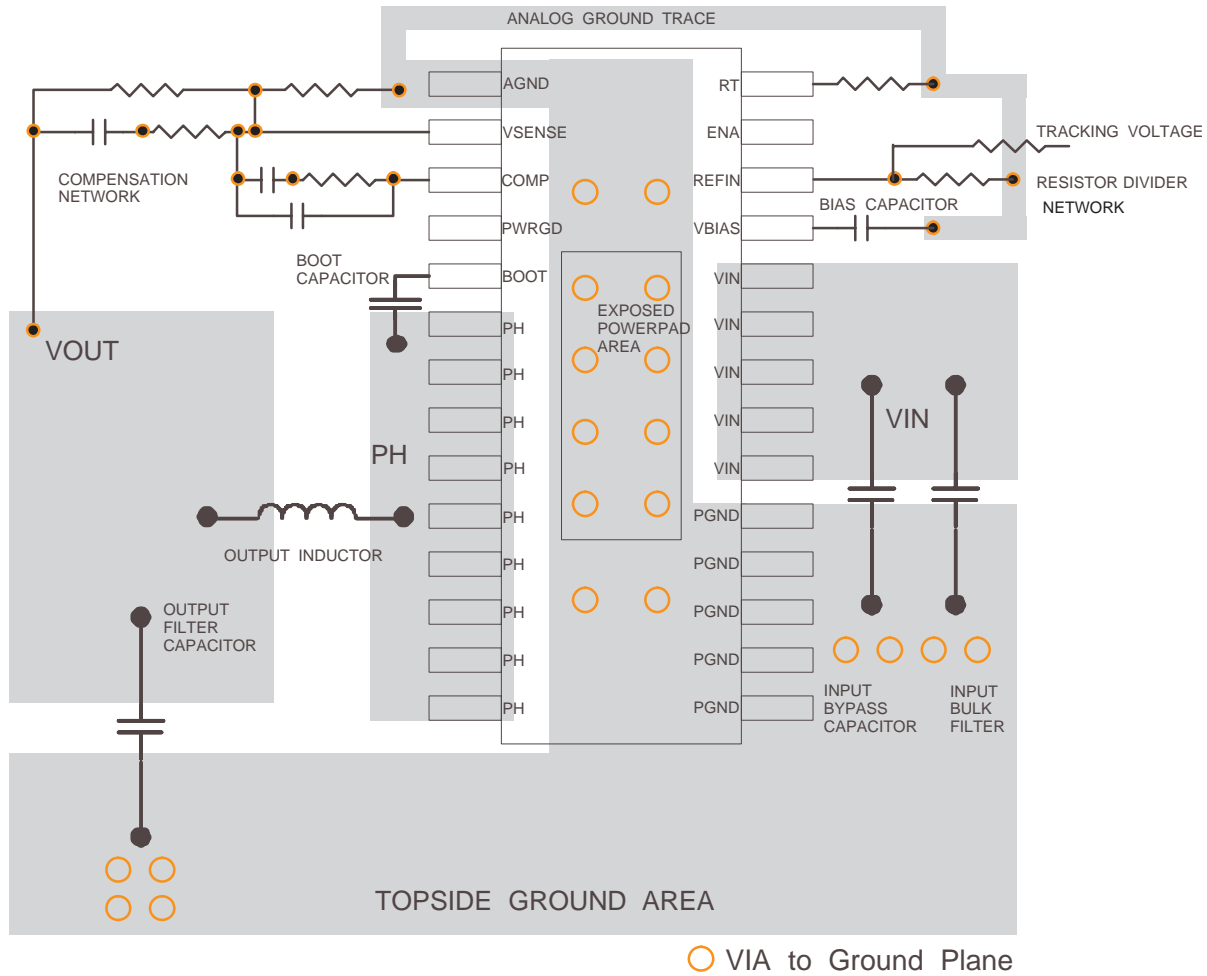 ANALOG GROUND TRACE
AGND
VSENSE
COMP
PWRGD
BOOT
PH
PH
PH
PH
PH
PH
PH
PH
PH
RT
ENA
REFIN
VBIAS
VIN
VIN
VIN
VIN
VIN
PGND
PGND
PGND
PGND
PGND
EXPOSED
POWERPAD
AREA
COMPENSATION
NETWORK
BOOT
CAPACITOR
VOUT
PH
OUTPUT INDUCTOR
OUTPUT
FILTER
CAPACITOR
TRACKING VOLTAGE
RESISTOR DIVIDER
NETWORK
BIAS CAPACITOR
VIN
INPUT
BYPASS
CAPACITOR
INPUT
BULK
FILTER
TOPSIDE GROUND AREA
VIA to Ground Plane